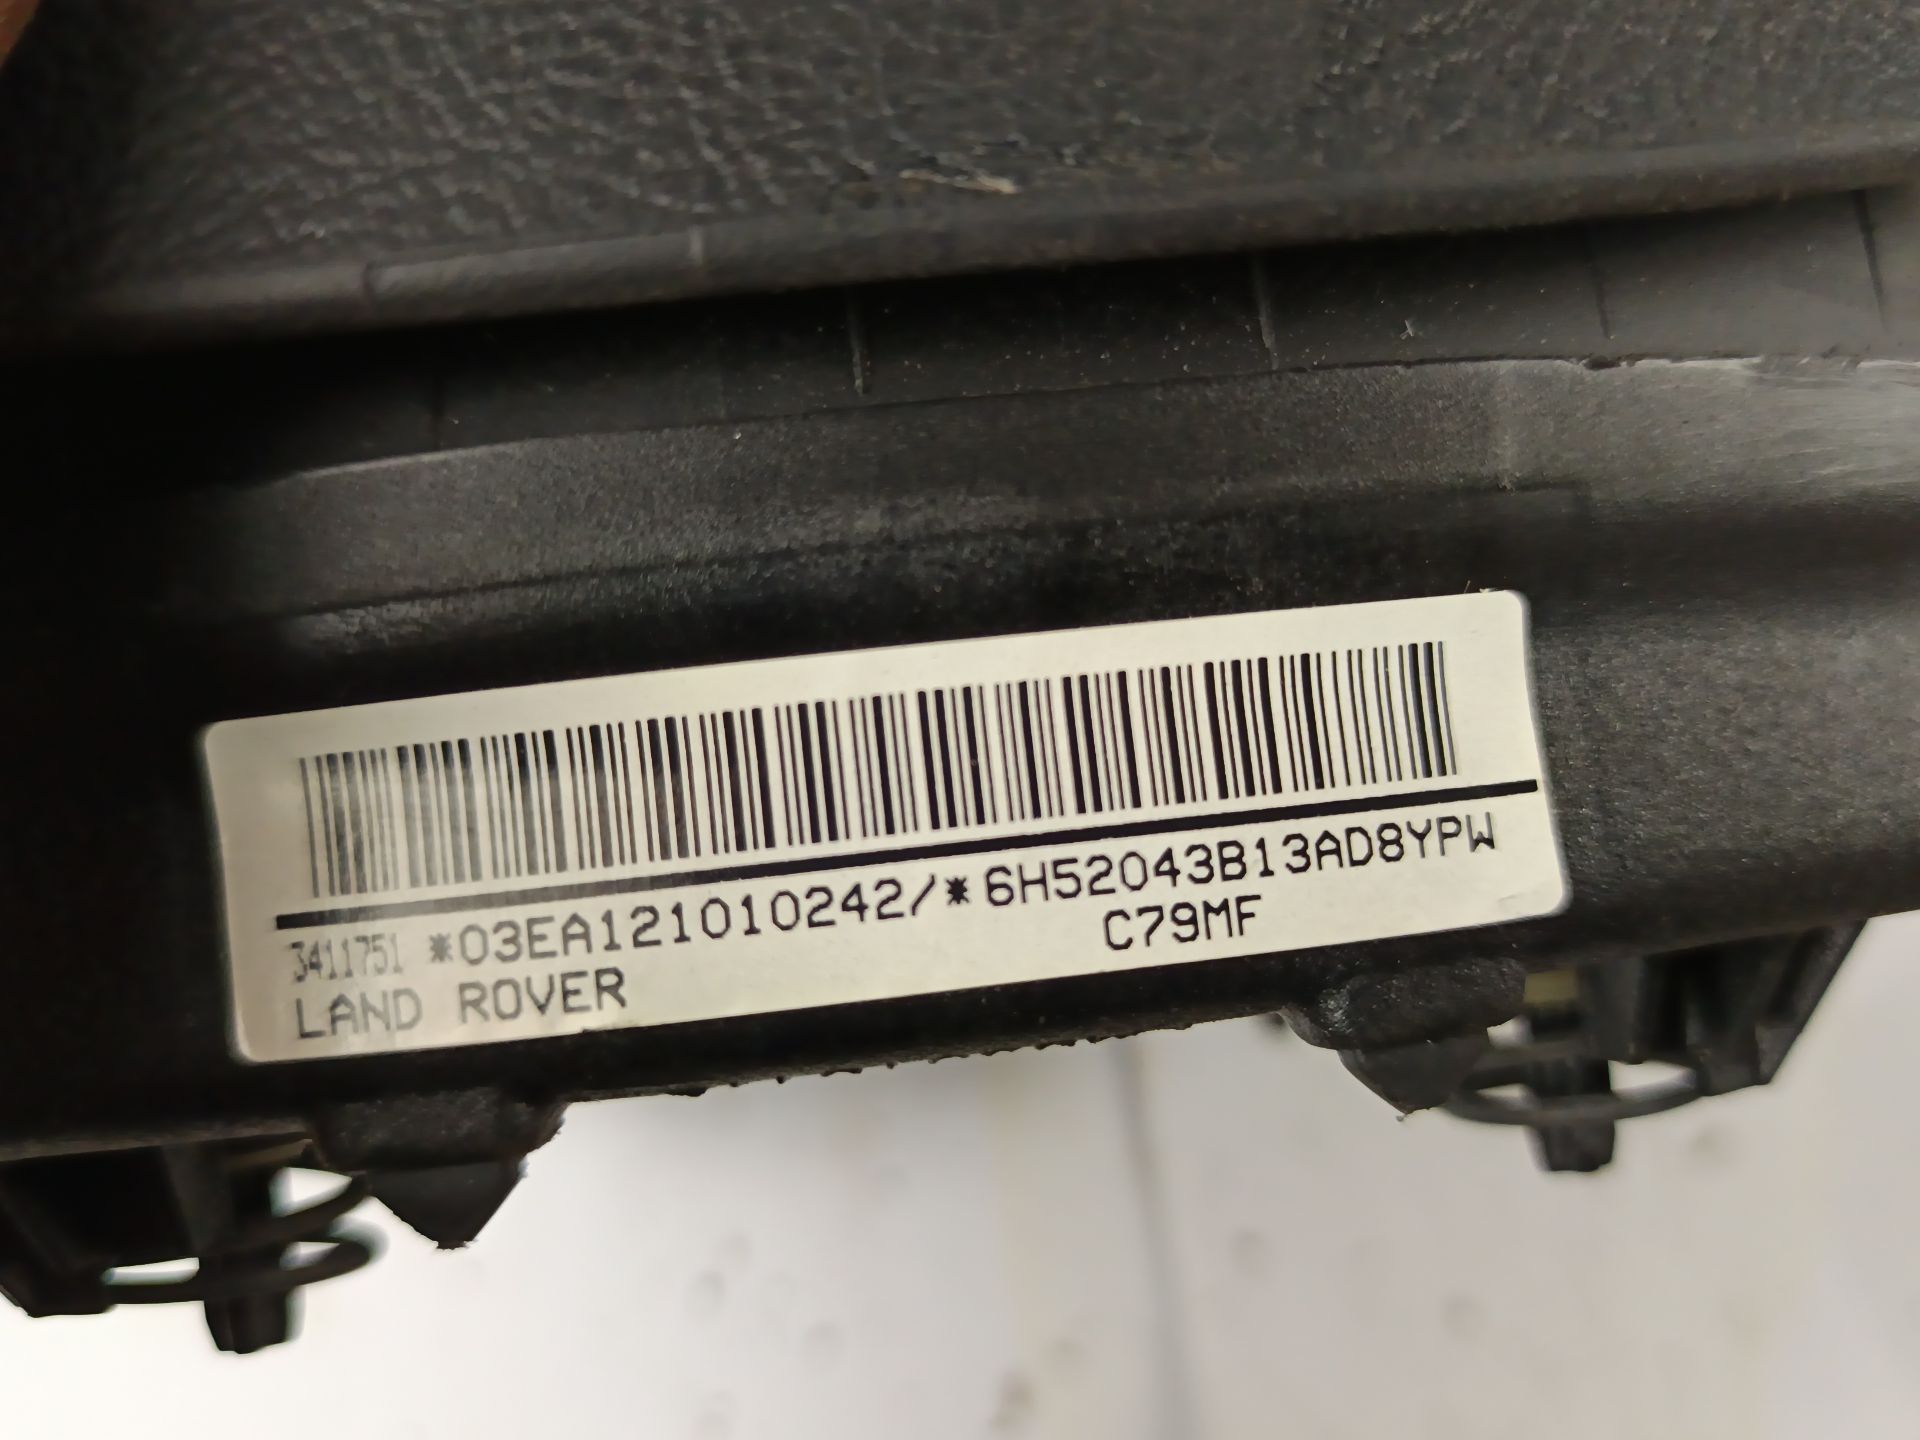 3411751 *03EA121010242/*6H52043B13AD8YPW
LAND ROVER C79MF